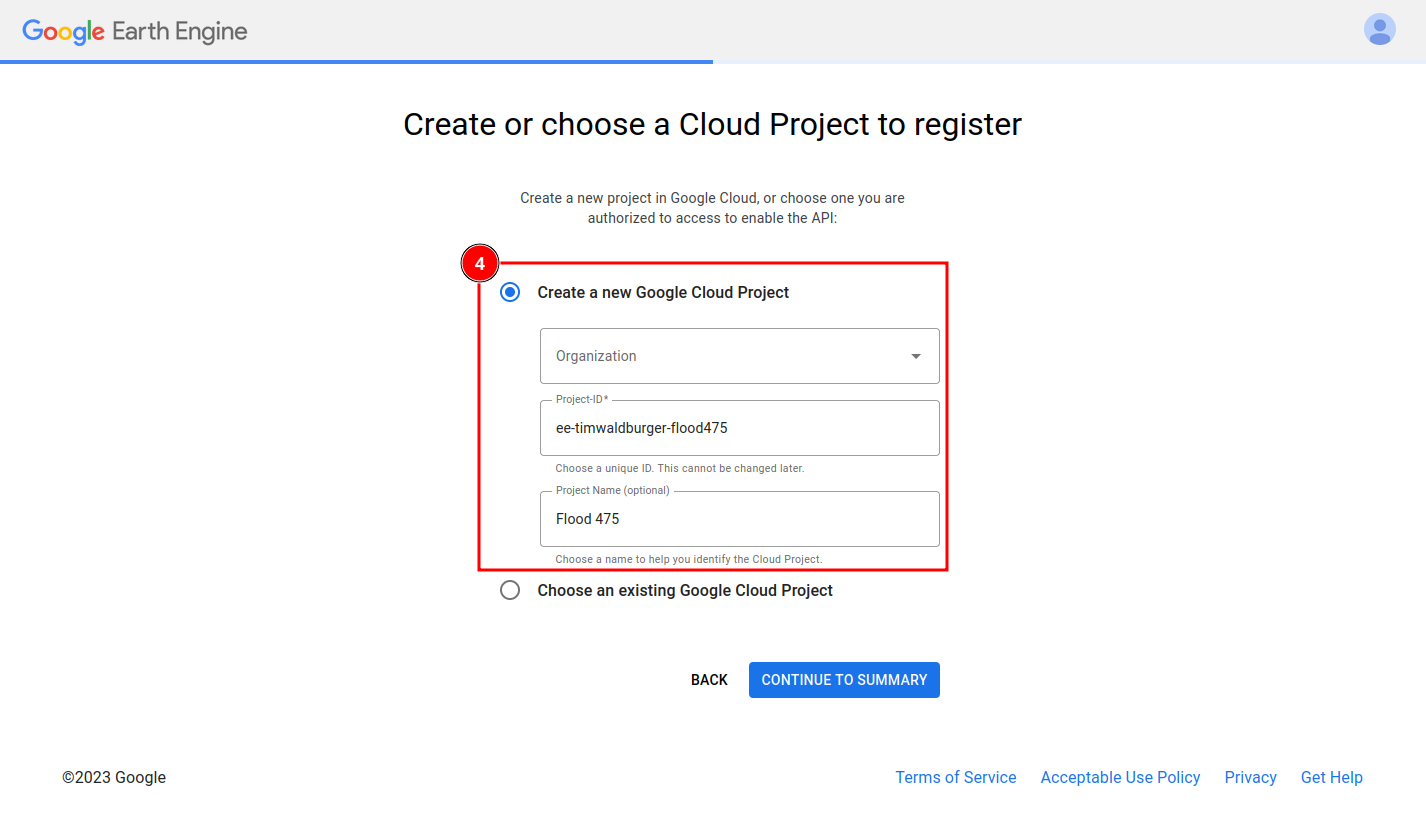 Google Earth Engine
Create or choose a Cloud Project to register
Create a new project in Google Cloud, or choose one you are
authorized to access to enable the API:
4
Create a new Google Cloud Project
Organization
Project-ID*
ee-timwaldburger-flood475
Choose a unique ID. This cannot be changed later.
Project Name (optional)
Flood 475
Choose a name to help you identify the Cloud Project.
Choose an existing Google Cloud Project
BACK CONTINUE TO SUMMARY
©2023 Google Terms of Service Acceptable Use Policy Privacy Get Help